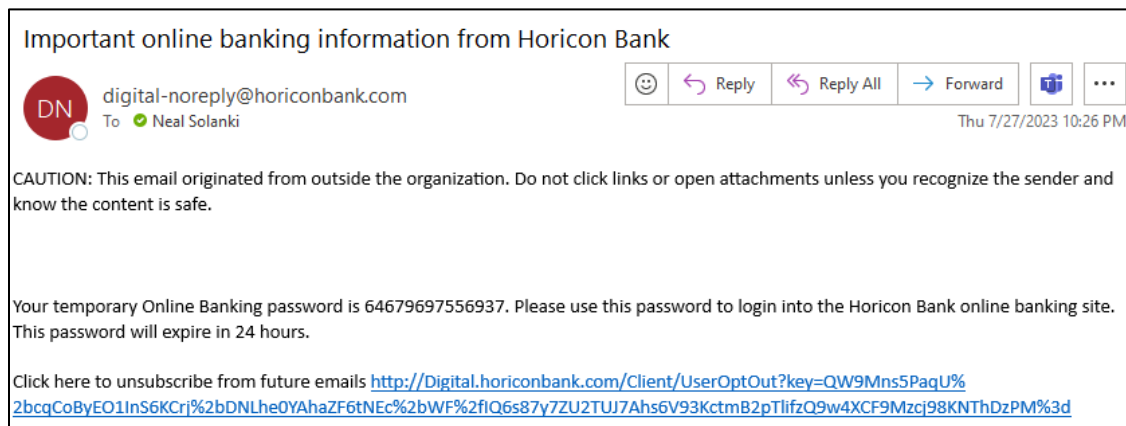 Important online banking information from Horicon Bank
DN
digital-noreply@horiconbank.com
To Neal Solanki
Reply
Reply All
Forward
Thu 7/27/2023 10:26 PM
CAUTION: This email originated from outside the organization. Do not click links or open attachments unless you recognize the sender and
know the content is safe.
Your temporary Online Banking password is 64679697556937. Please use this password to login into the Horicon Bank online banking site.
This password will expire in 24 hours.
Click here to unsubscribe from future emails http://Digital.horiconbank.com/Client/UserOptOut?key=QW9Mns5PaqU%
2bcqCoByEO1InS6KCrj%2bDNLhe0YAhaZF6tNEc%2bWF%2fIQ6s87y7ZU2TUJ7Ahs6V93KctmB2pTlifzQ9w4XCF9Mzcj98KNThDzPM%3d